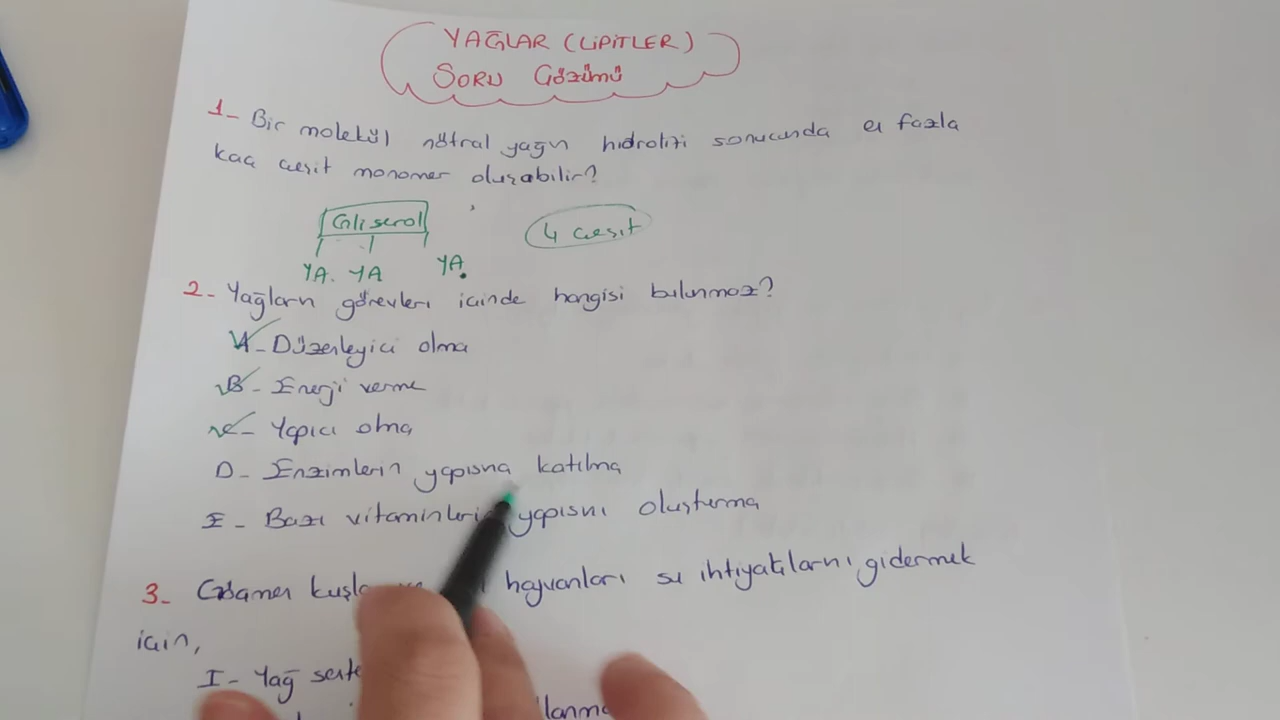 YAĞLAR (LİPİTLER)
SORU Çözümü
1- Bir molekül nötral yağın hidrolizi sonucunda en fazla
kaç çeşit monomer oluşabilir?
Gliserol
4 çeşit
YA. YA YA.
2- Yağların görevleri içinde hangisi bulunmaz?
A- Düzenleyici olma
B- Enerji verme
C- Yapıcı olma
D- Enzimlerin yapısına katılma
E- Bazı vitaminlerin yapısını oluşturma
3- Göçmen hayvanları su ihtiyaçlarını gidermek
için,
I- Yağ